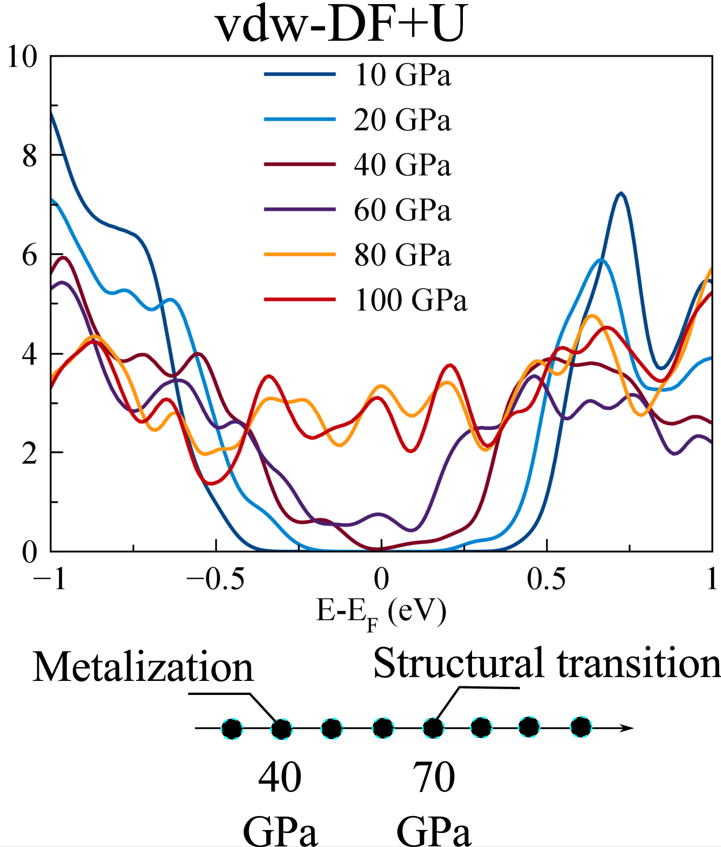 vdw-DF+U
10
8
6
4
2
0
10 GPa
20 GPa
40 GPa
60 GPa
80 GPa
100 GPa
−1
−0.5
0
0.5
1
E-E_F (eV)
Metalization
Structural transition
40
GPa
70
GPa